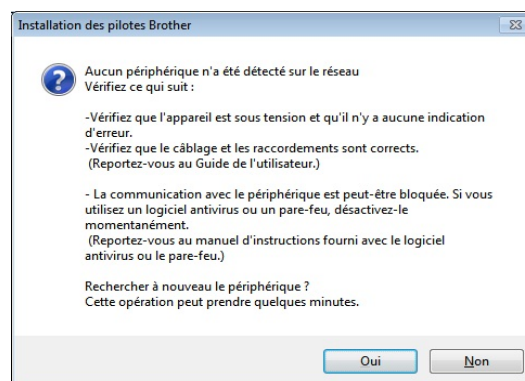 Installation des pilotes Brother
Aucun périphérique n'a été détecté sur le réseau
Vérifiez ce qui suit :
-Vérifiez que l'appareil est sous tension et qu'il n'y a aucune indication
d'erreur.
-Vérifiez que le câblage et les raccordements sont corrects.
(Reportez-vous au Guide de l'utilisateur.)
- La communication avec le périphérique est peut-être bloquée. Si vous
utilisez un logiciel antivirus ou un pare-feu, désactivez-le
momentanément.
(Reportez-vous au manuel d'instructions fourni avec le logiciel
antivirus ou le pare-feu.)
Rechercher à nouveau le périphérique ?
Cette opération peut prendre quelques minutes.
Oui
Non